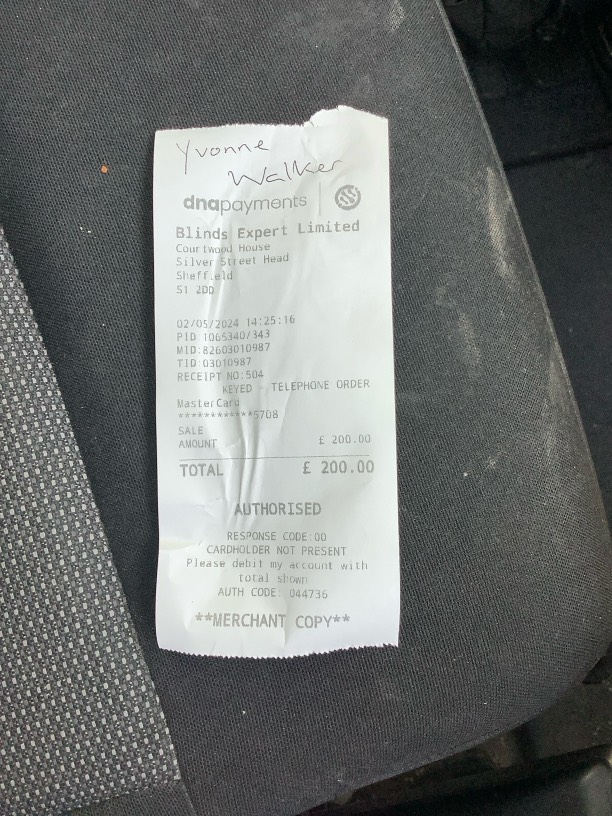 Yvonne
Walker
dnapayments
Blinds Expert Limited
Courtwood House
Silver Street Head
Sheffield
S1 2DD
02/05/2024 14:25:16
PID:1065340/343
MID:82603010987
TID:03010987
RECEIPT NO:504
KEYED - TELEPHONE ORDER
MasterCard
************5708
SALE
AMOUNT £ 200.00
TOTAL £ 200.00
AUTHORISED
RESPONSE CODE:00
CARDHOLDER NOT PRESENT
Please debit my account with
total shown
AUTH CODE: 044736
**MERCHANT COPY**